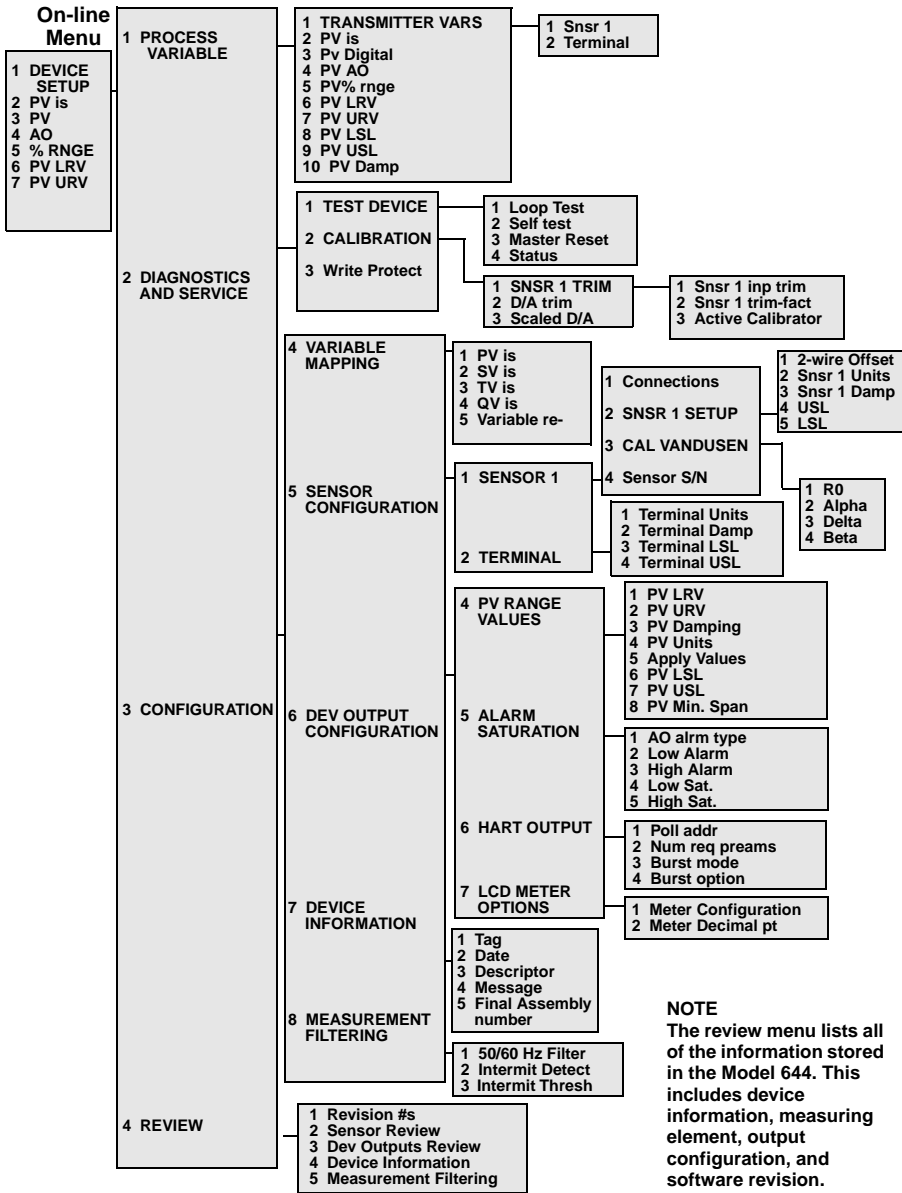 On-line
Menu
1 DEVICE
SETUP
2 PV is
3 PV
4 AO
5 % RNGE
6 PV LRV
7 PV URV
1 PROCESS
VARIABLE
2 DIAGNOSTICS
AND SERVICE
3 CONFIGURATION
4 REVIEW
1 TRANSMITTER VARS
2 PV is
3 Pv Digital
4 PV AO
5 PV% rnge
6 PV LRV
7 PV URV
8 PV LSL
9 PV USL
10 PV Damp
1 Snsr 1
2 Terminal
1 TEST DEVICE
2 CALIBRATION
3 Write Protect
1 Loop Test
2 Self test
3 Master Reset
4 Status
1 SNSR 1 TRIM
2 D/A trim
3 Scaled D/A
1 Snsr 1 inp trim
2 Snsr 1 trim-fact
3 Active Calibrator
4 VARIABLE
MAPPING
5 SENSOR
CONFIGURATION
6 DEV OUTPUT
CONFIGURATION
7 DEVICE
INFORMATION
8 MEASUREMENT
FILTERING
1 PV is
2 SV is
3 TV is
4 QV is
5 Variable re-
1 SENSOR 1
2 TERMINAL
1 Connections
2 SNSR 1 SETUP
3 CAL VANDUSEN
4 Sensor S/N
1 2-wire Offset
2 Snsr 1 Units
3 Snsr 1 Damp
4 USL
5 LSL
1 R0
2 Alpha
3 Delta
4 Beta
1 Terminal Units
2 Terminal Damp
3 Terminal LSL
4 Terminal USL
4 PV RANGE
VALUES
5 ALARM
SATURATION
6 HART OUTPUT
7 LCD METER
OPTIONS
1 PV LRV
2 PV URV
3 PV Damping
4 PV Units
5 Apply Values
6 PV LSL
7 PV USL
8 PV Min. Span
1 AO alrm type
2 Low Alarm
3 High Alarm
4 Low Sat.
5 High Sat.
1 Poll addr
2 Num req preams
3 Burst mode
4 Burst option
1 Meter Configuration
2 Meter Decimal pt
1 Tag
2 Date
3 Descriptor
4 Message
5 Final Assembly
number
1 50/60 Hz Filter
2 Intermit Detect
3 Intermit Thresh
1 Revision #s
2 Sensor Review
3 Dev Outputs Review
4 Device Information
5 Measurement Filtering
NOTE
The review menu lists all
of the information stored
in the Model 644. This
includes device
information, measuring
element, output
configuration, and
software revision.